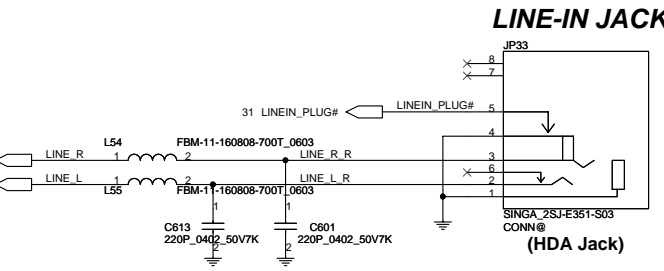 LINE-IN JACK
JP33
8
7
31 LINEIN_PLUG#
LINEIN_PLUG#
5
4
L54
FBM-11-160808-700T_0603
LINE_R
1
2
LINE_R_R
3
6
LINE_L
1
2
LINE_L_R
2
L55
FBM-11-160808-700T_0603
1
1
1
C613
220P_0402_50V7K
2
C601
220P_0402_50V7K
2
SINGA_2SJ-E351-S03
CONN@
(HDA Jack)